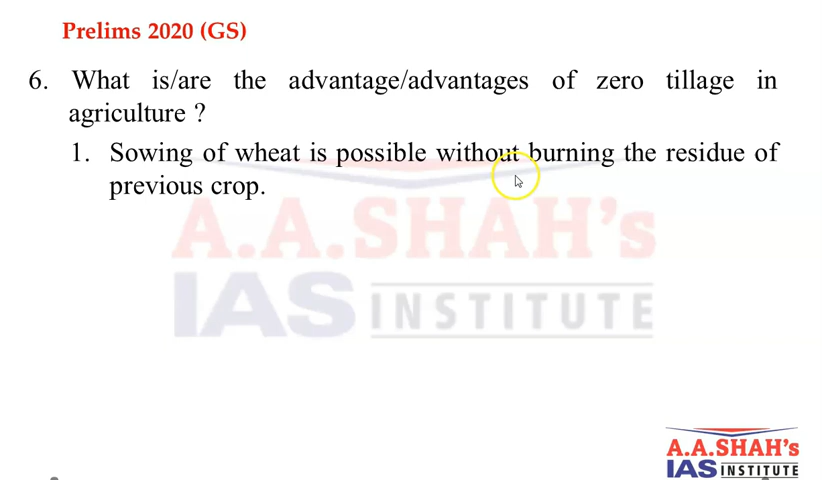 Prelims 2020 (GS)
6. What is/are the advantage/advantages of zero tillage in
agriculture ?
1. Sowing of wheat is possible without burning the residue of
previous crop.
A.A.SHAH's
IAS INSTITUTE
A.A.SHAH's
IAS INSTITUTE